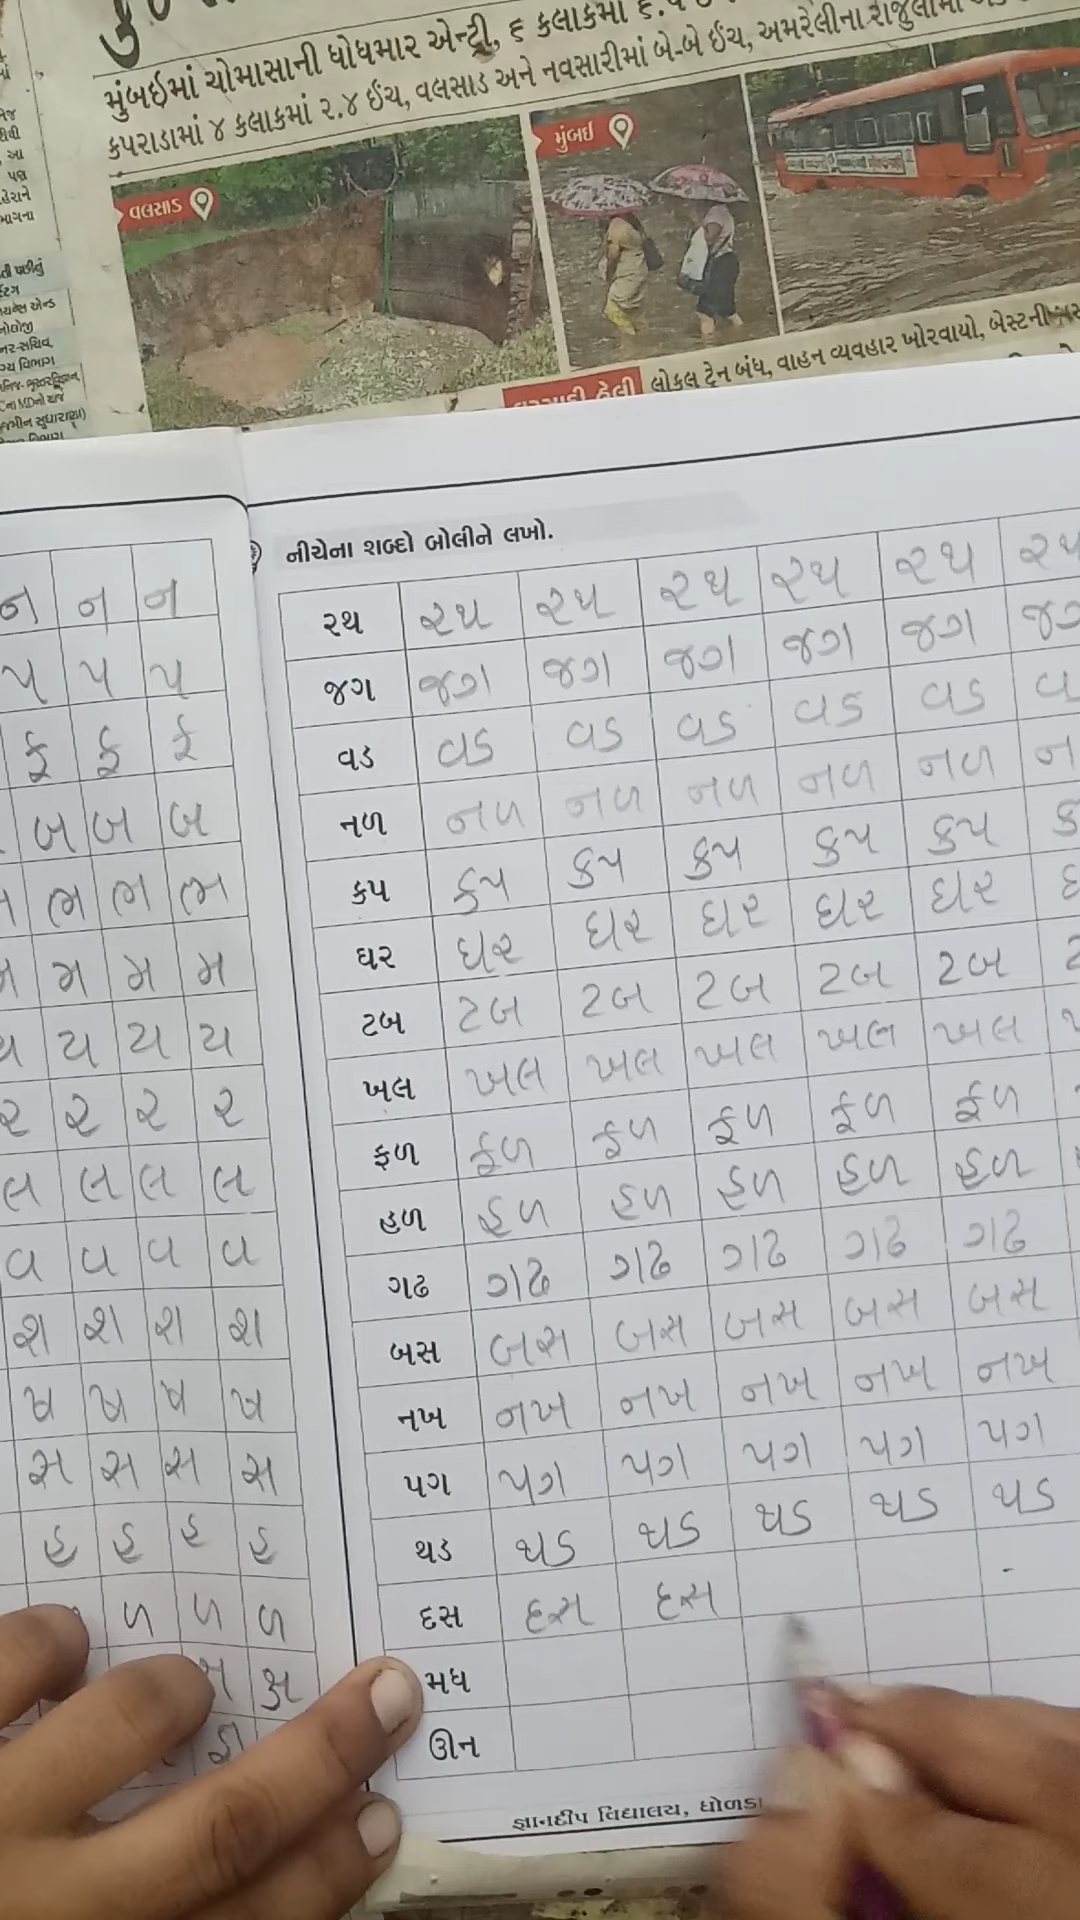 મુંબઇમાં ચોમાસાની ધોધમાર એન્ટ્રી, ૬ કલાકમાં ૬.
કપરાડામાં ૪ કલાકમાં ૨.૪ ઈંચ, વલસાડ અને નવસારીમાં બે-બે ઈંચ, અમરેલીના રાજુલામાં
વલસાડ
મુંબઇ
લોકલ ટ્રેન બંધ, વાહન વ્યવહાર ખોરવાયો,
નીચેના શબ્દો બોલીને લખો.
રથ રથ રથ રથ રથ રથ રથ
જગ જગ જગ જગ જગ જગ
વડ વડ વડ વડ વડ વડ
નળ નળ નળ નળ નળ નળ ન
કપ કપ કપ કપ કપ કપ ક
ઘર ઘર ઘર ઘર ઘર ઘર
ટબ ટબ ટબ ટબ ટબ ટબ
ખલ ખલ ખલ ખલ ખલ ખલ
ફળ ફળ ફળ ફળ ફળ ફળ
હળ હળ હળ હળ હળ હળ
ગઢ ગઢ ગઢ ગઢ ગઢ ગઢ
બસ બસ બસ બસ બસ બસ
નખ નખ નખ નખ નખ નખ
પગ પગ પગ પગ પગ પગ
થડ થડ થડ થડ થડ થડ
દસ દસ દસ
મધ
ઊન
જ્ઞાનદીપ વિદ્યાલય, ધોળકા
ન ન ન
પ પ પ
ફ ફ ફ
બ બ બ
ભ ભ ભ
મ મ મ
ય ય ય ય
ર ર ર ર
લ લ લ લ
વ વ વ વ
શ શ શ શ
ષ ષ ષ ષ
સ સ સ સ
હ હ હ હ
ળ ળ ળ
ક્ષ
જ્ઞ